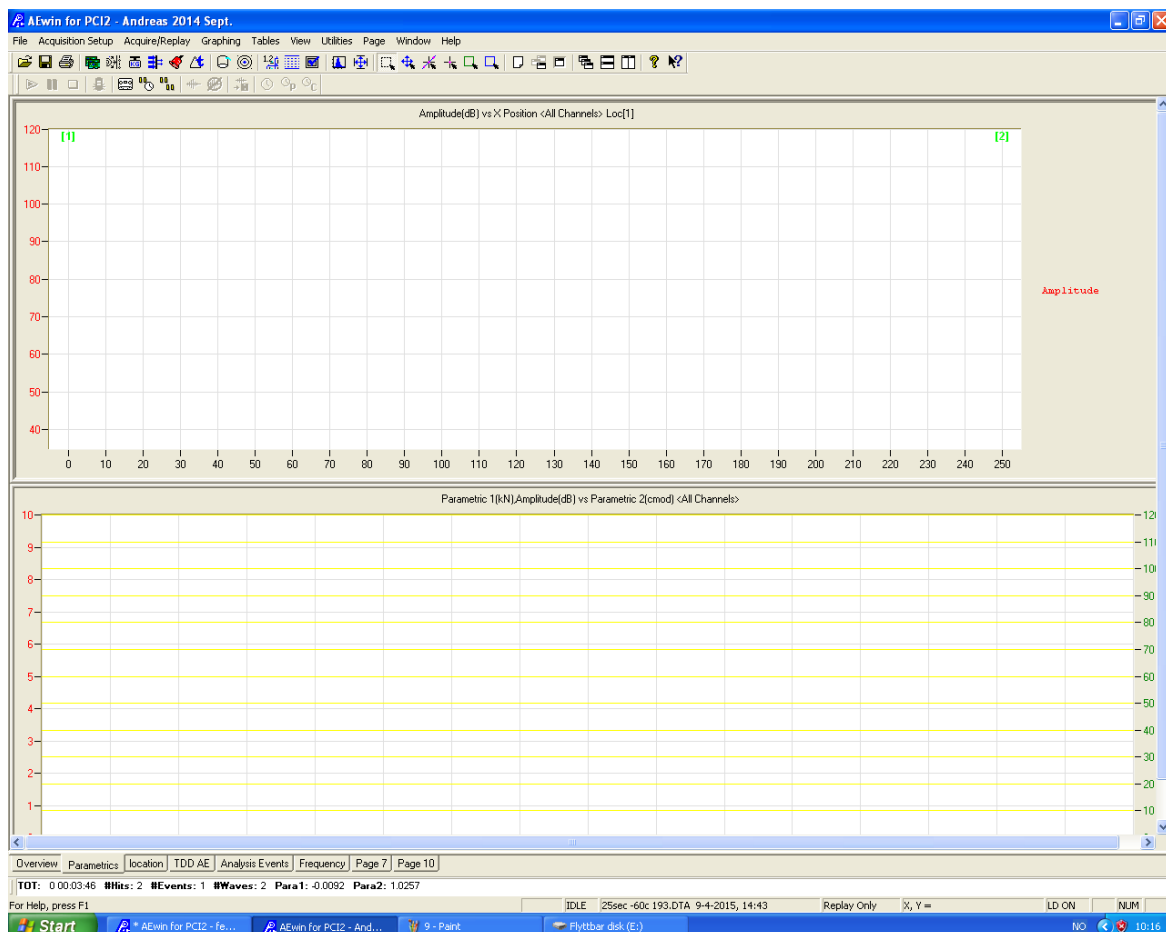 AEwin for PCI2 - Andreas 2014 Sept.
File Acquisition Setup Acquire/Replay Graphing Tables View Utilities Page Window Help
Amplitude(dB) vs X Position <All Channels> Loc[1]
120
[1] [2]
110
100
90
80
Amplitude
70
60
50
40
0 10 20 30 40 50 60 70 80 90 100 110 120 130 140 150 160 170 180 190 200 210 220 230 240 250
Parametric 1(kN),Amplitude(dB) vs Parametric 2(cmod) <All Channels>
10 120
9 110
100
8
90
7
80
6 70
5 60
4 50
3 40
30
2
20
1 10
Overview Parametrics location TDD AE Analysis Events Frequency Page 7 Page 10
TOT: 0 00:03:46 #Hits: 2 #Events: 1 #Waves: 2 Para1: -0.0092 Para2: 1.0257
For Help, press F1 IDLE 25sec -60c 193.DTA 9-4-2015, 14:43 Replay Only X, Y = LD ON NUM
Start * AEwin for PCI2 - fe... AEwin for PCI2 - And... 9 - Paint Flyttbar disk (E:) NO 10:16